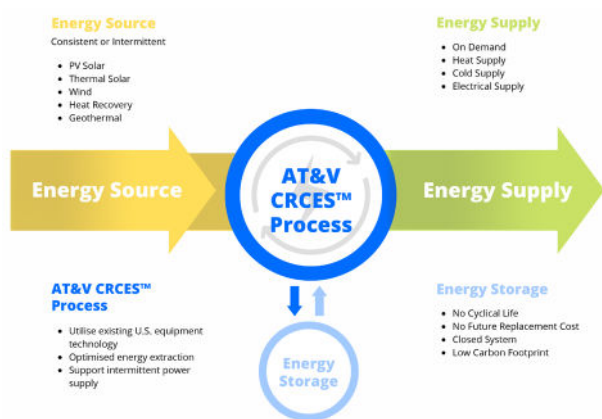 Energy Source
Consistent or Intermittent
• PV Solar
• Thermal Solar
• Wind
• Heat Recovery
• Geothermal
Energy Supply
• On Demand
• Heat Supply
• Cold Supply
• Electrical Supply
Energy Source
AT&V
CRCES™
Process
Energy Supply
AT&V CRCES™
Process
• Utilise existing U.S. equipment
technology
• Optimised energy extraction
• Support intermittent power
supply
Energy
Storage
Energy Storage
• No Cyclical Life
• No Future Replacement Cost
• Closed System
• Low Carbon Footprint